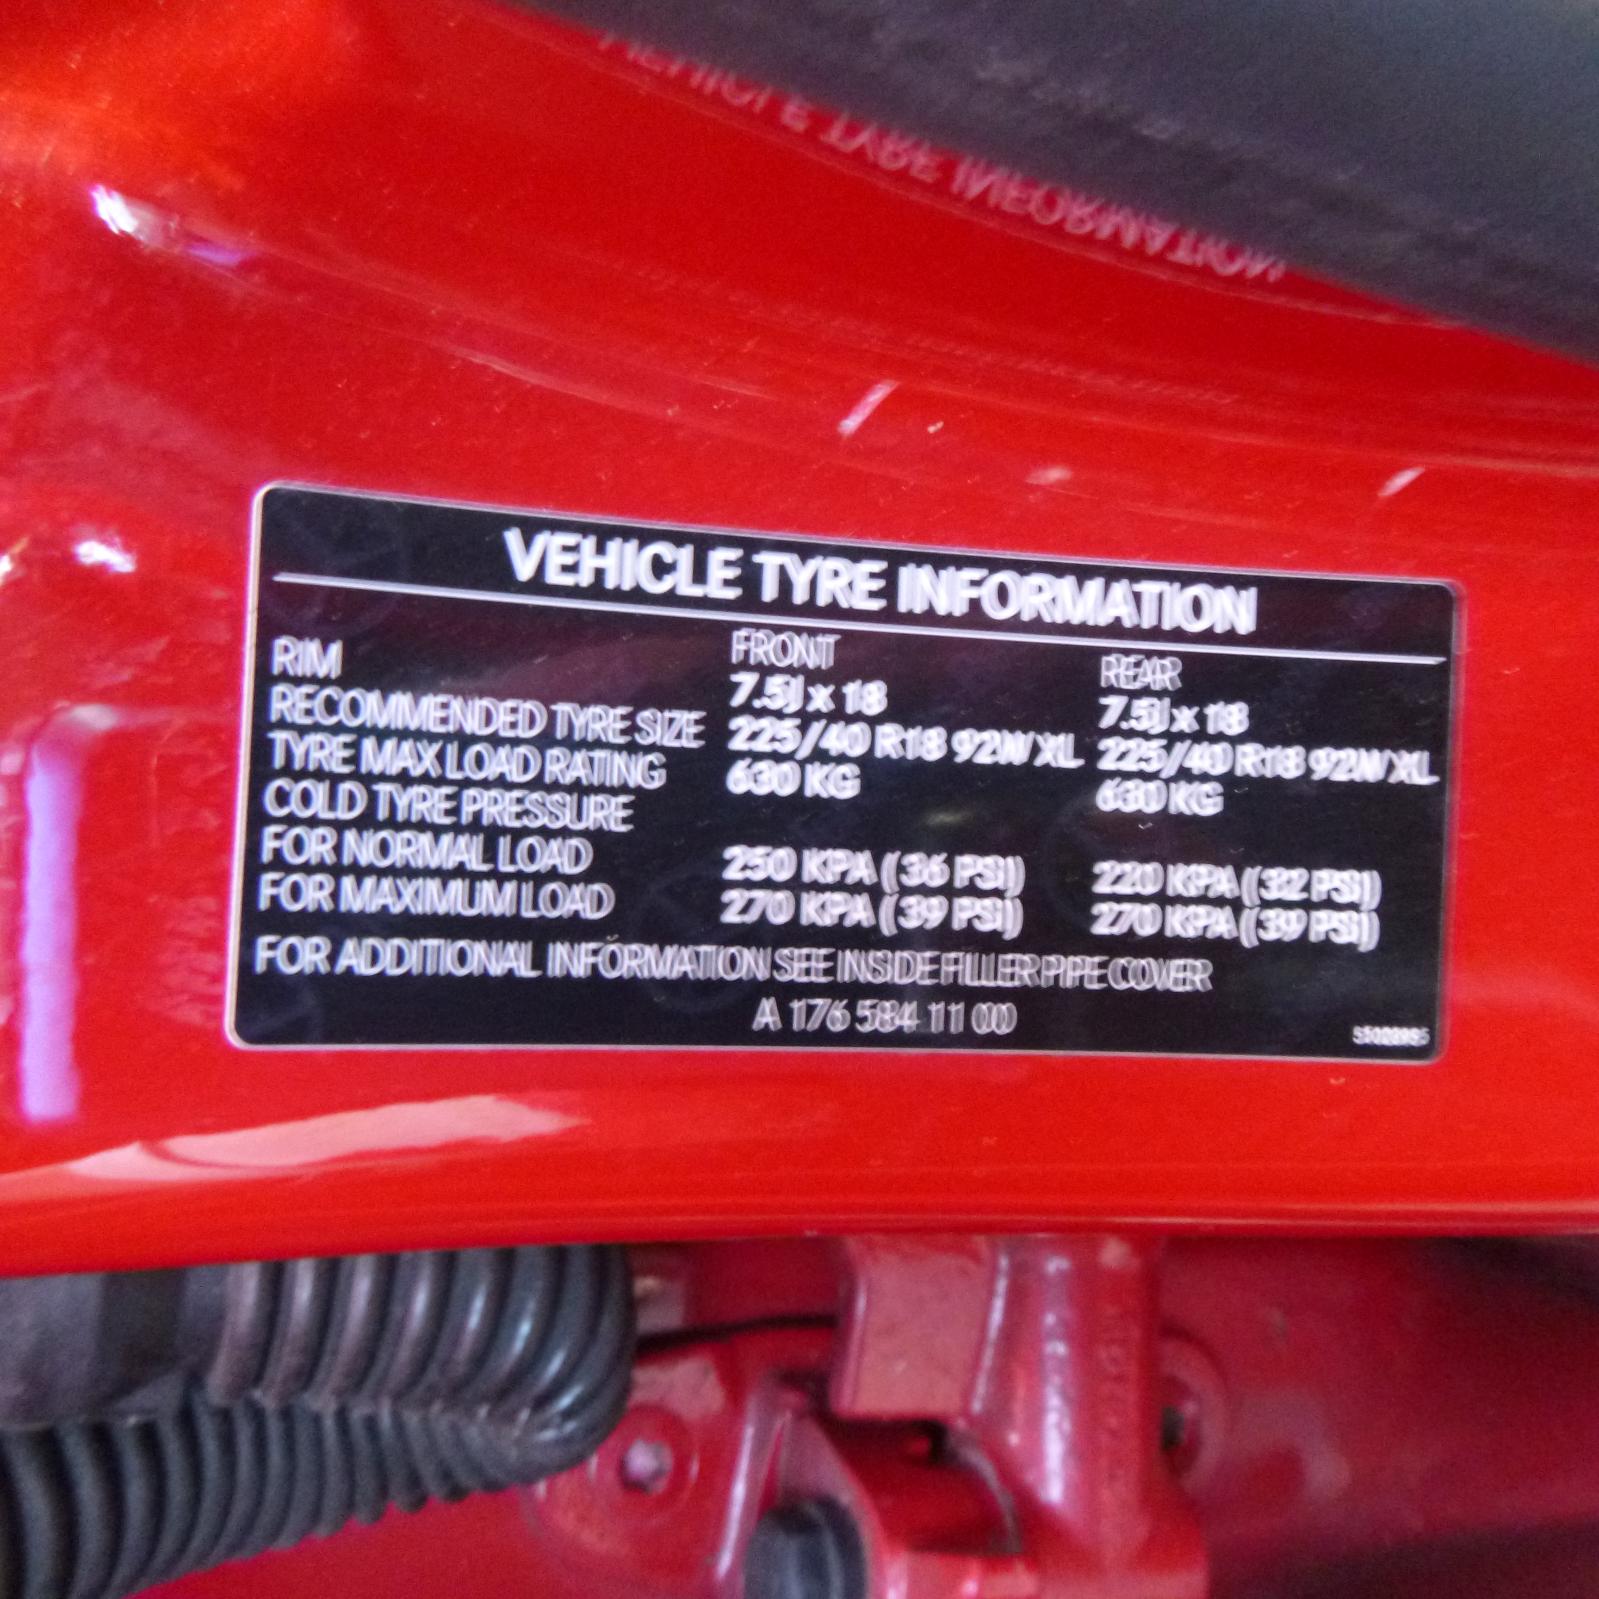 VEHICLE TYRE INFORMATION
FRONT REAR
RIM 7.5J x 18 7.5J x 18
RECOMMENDED TYRE SIZE 225/40 R18 92W XL 225/40 R18 92W XL
TYRE MAX LOAD RATING 630 KG 630 KG
COLD TYRE PRESSURE
FOR NORMAL LOAD 250 KPA (36 PSI) 220 KPA (32 PSI)
FOR MAXIMUM LOAD 270 KPA (39 PSI) 270 KPA (39 PSI)
FOR ADDITIONAL INFORMATION SEE INSIDE FILLER PIPE COVER
A 176 584 11 00